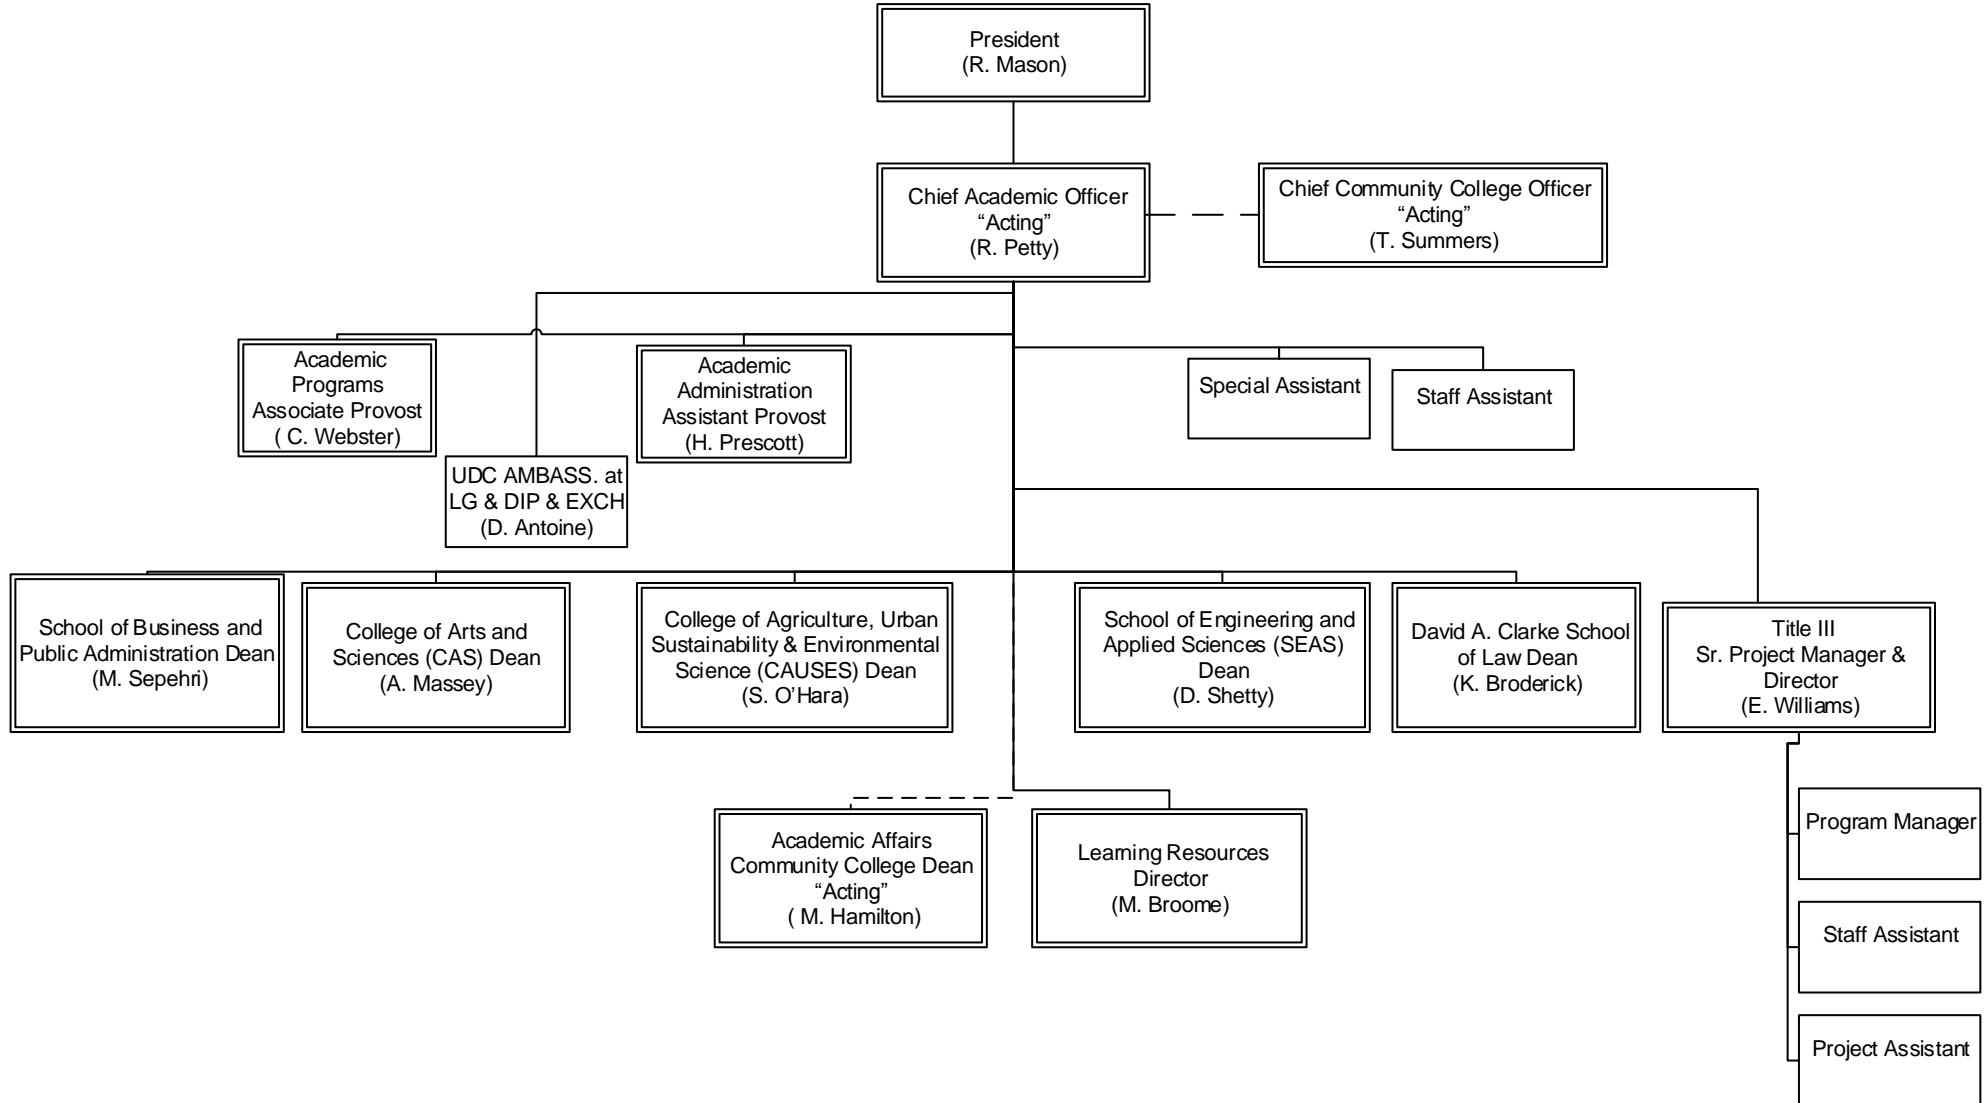 President
(R. Mason)
Chief Academic Officer
“Acting”
(R. Petty)
Chief Community College Officer
“Acting”
(T. Summers)
Academic
Programs
Associate Provost
( C. Webster)
Academic
Administration
Assistant Provost
(H. Prescott)
Special Assistant
Staff Assistant
UDC AMBASS. at
LG & DIP & EXCH
(D. Antoine)
School of Business and
Public Administration Dean
(M. Sepehri)
College of Arts and
Sciences (CAS) Dean
(A. Massey)
College of Agriculture, Urban
Sustainability & Environmental
Science (CAUSES) Dean
(S. O’Hara)
School of Engineering and
Applied Sciences (SEAS)
Dean
(D. Shetty)
David A. Clarke School
of Law Dean
(K. Broderick)
Title III
Sr. Project Manager &
Director
(E. Williams)
Academic Affairs
Community College Dean
“Acting”
( M. Hamilton)
Learning Resources
Director
(M. Broome)
Program Manager
Staff Assistant
Project Assistant